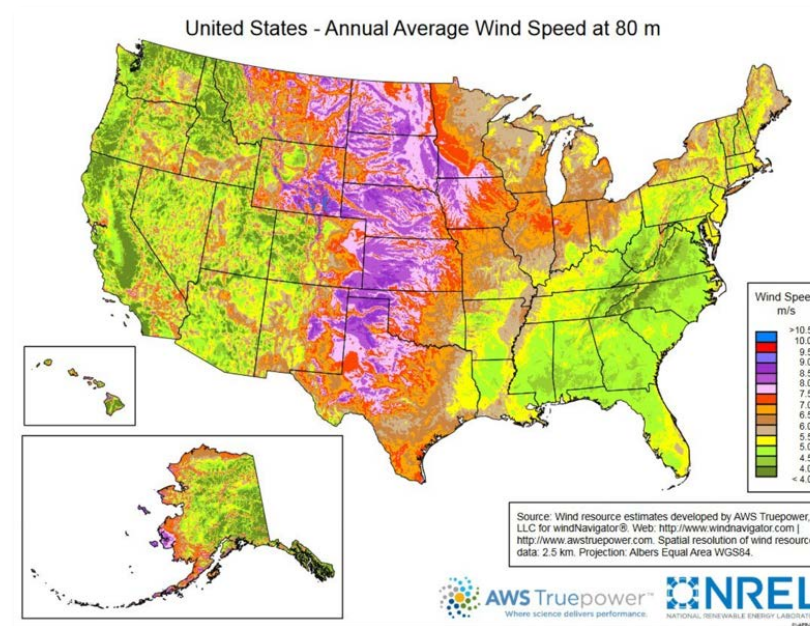 United States - Annual Average Wind Speed at 80 m
Wind Speed
m/s
>10.5
10.0
9.5
9.0
8.5
8.0
7.5
7.0
6.5
6.0
5.5
5.0
4.5
4.0
< 4.0
Source: Wind resource estimates developed by AWS Truepower,
LLC for windNavigator®. Web: http://www.windnavigator.com |
http://www.awstruepower.com. Spatial resolution of wind resource
data: 2.5 km. Projection: Albers Equal Area WGS84.
AWS Truepower™
Where science delivers performance.
NREL
NATIONAL RENEWABLE ENERGY LABORATO